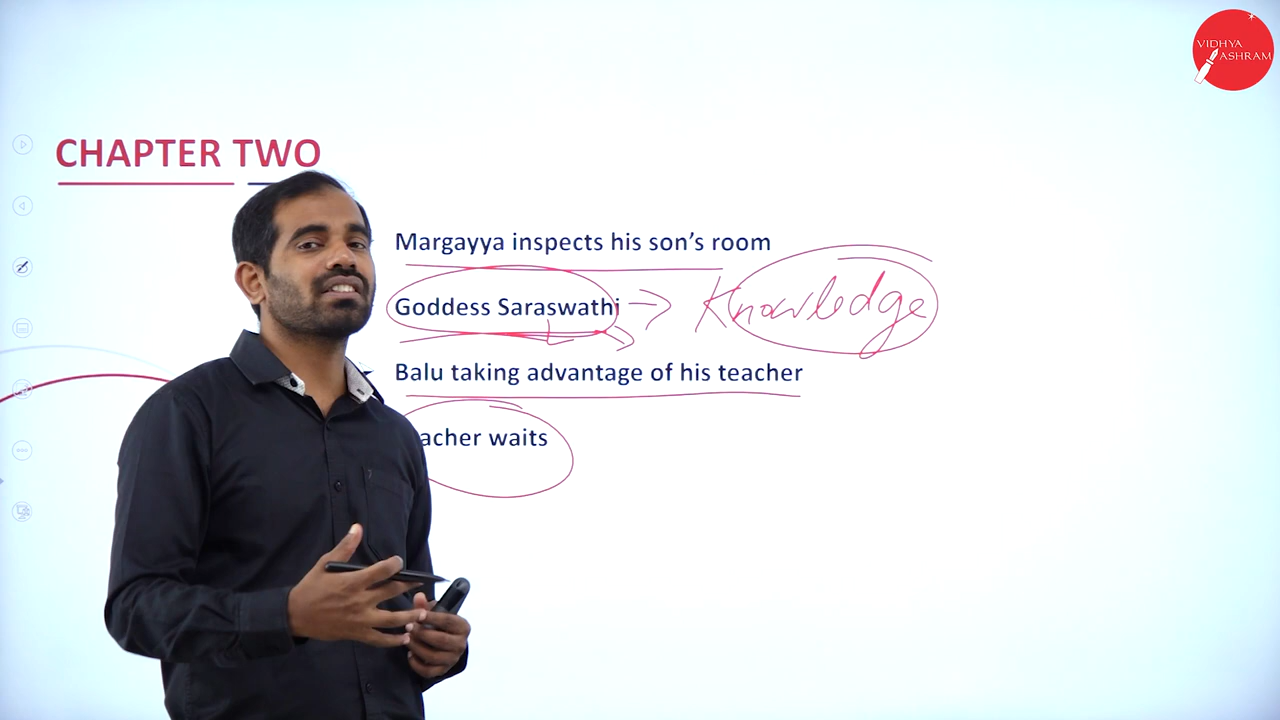 VIDHYA
ASHRAM
CHAPTER TWO
Margayya inspects his son’s room
Goddess Saraswathi
Knowledge
Balu taking advantage of his teacher
acher waits